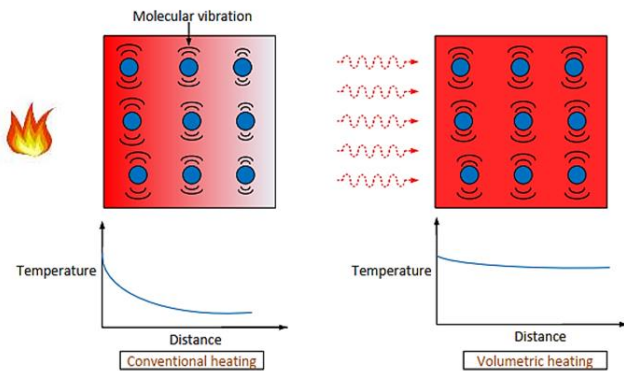 Molecular vibration
Temperature
Temperature
Distance
Distance
Conventional heating
Volumetric heating